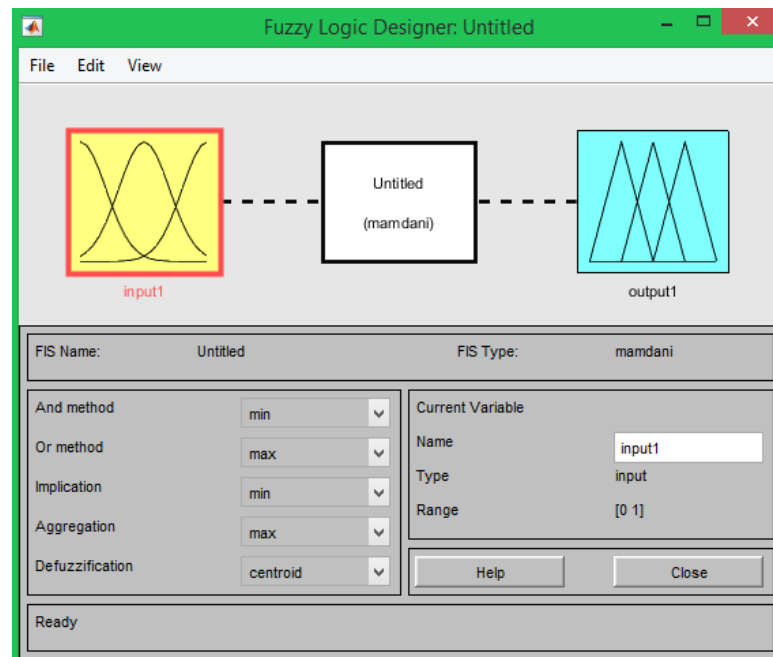 Fuzzy Logic Designer: Untitled
File Edit View
Untitled
(mamdani)
input1
output1
FIS Name: Untitled FIS Type: mamdani
And method min
Or method max
Implication min
Aggregation max
Defuzzification centroid
Current Variable
Name input1
Type input
Range [0 1]
Help Close
Ready